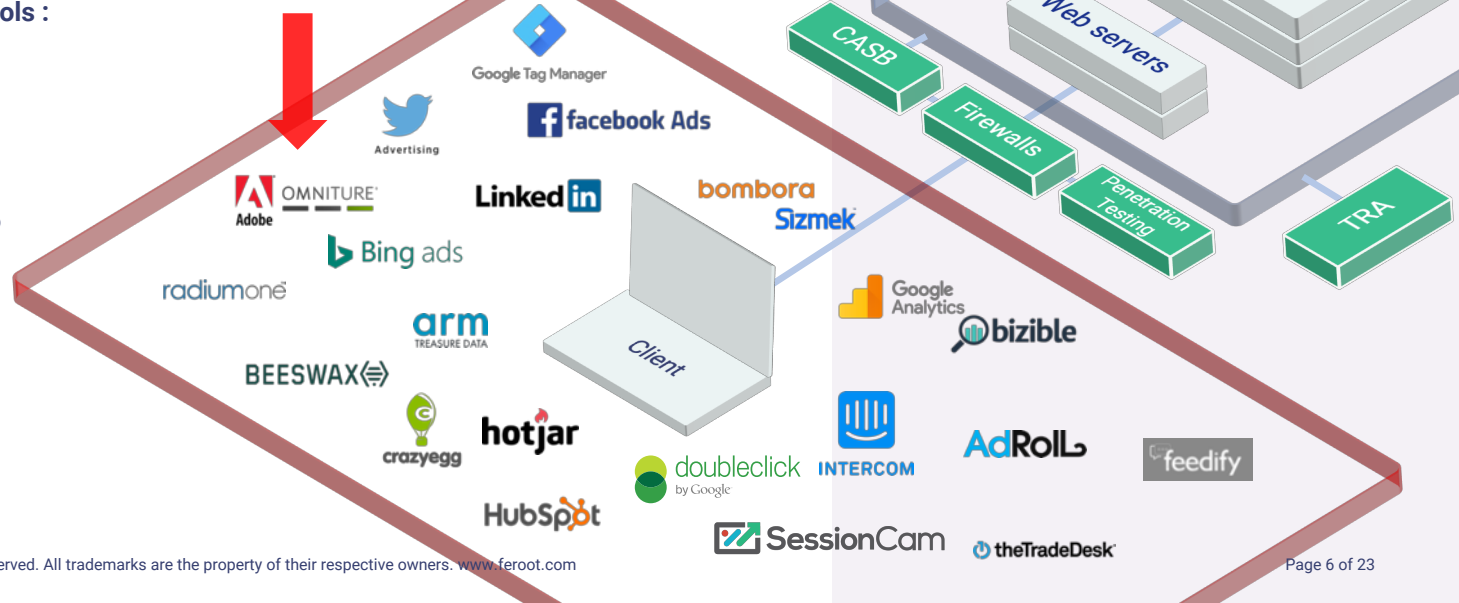 ols :
Google Tag Manager
Advertising
facebook Ads
Adobe
OMNITURE
Linked in
bombora
Sizmek
Bing ads
radiumone
arm
TREASURE DATA
BEESWAX
crazyegg
hotjar
HubSpot
Client
doubleclick
by Google
INTERCOM
SessionCam
Google
Analytics
bizible
AdRoll
feedify
theTradeDesk
CASB
Firewalls
Penetration
Testing
TRA
Web servers
erved. All trademarks are the property of their respective owners. www.feroot.com
Page 6 of 23